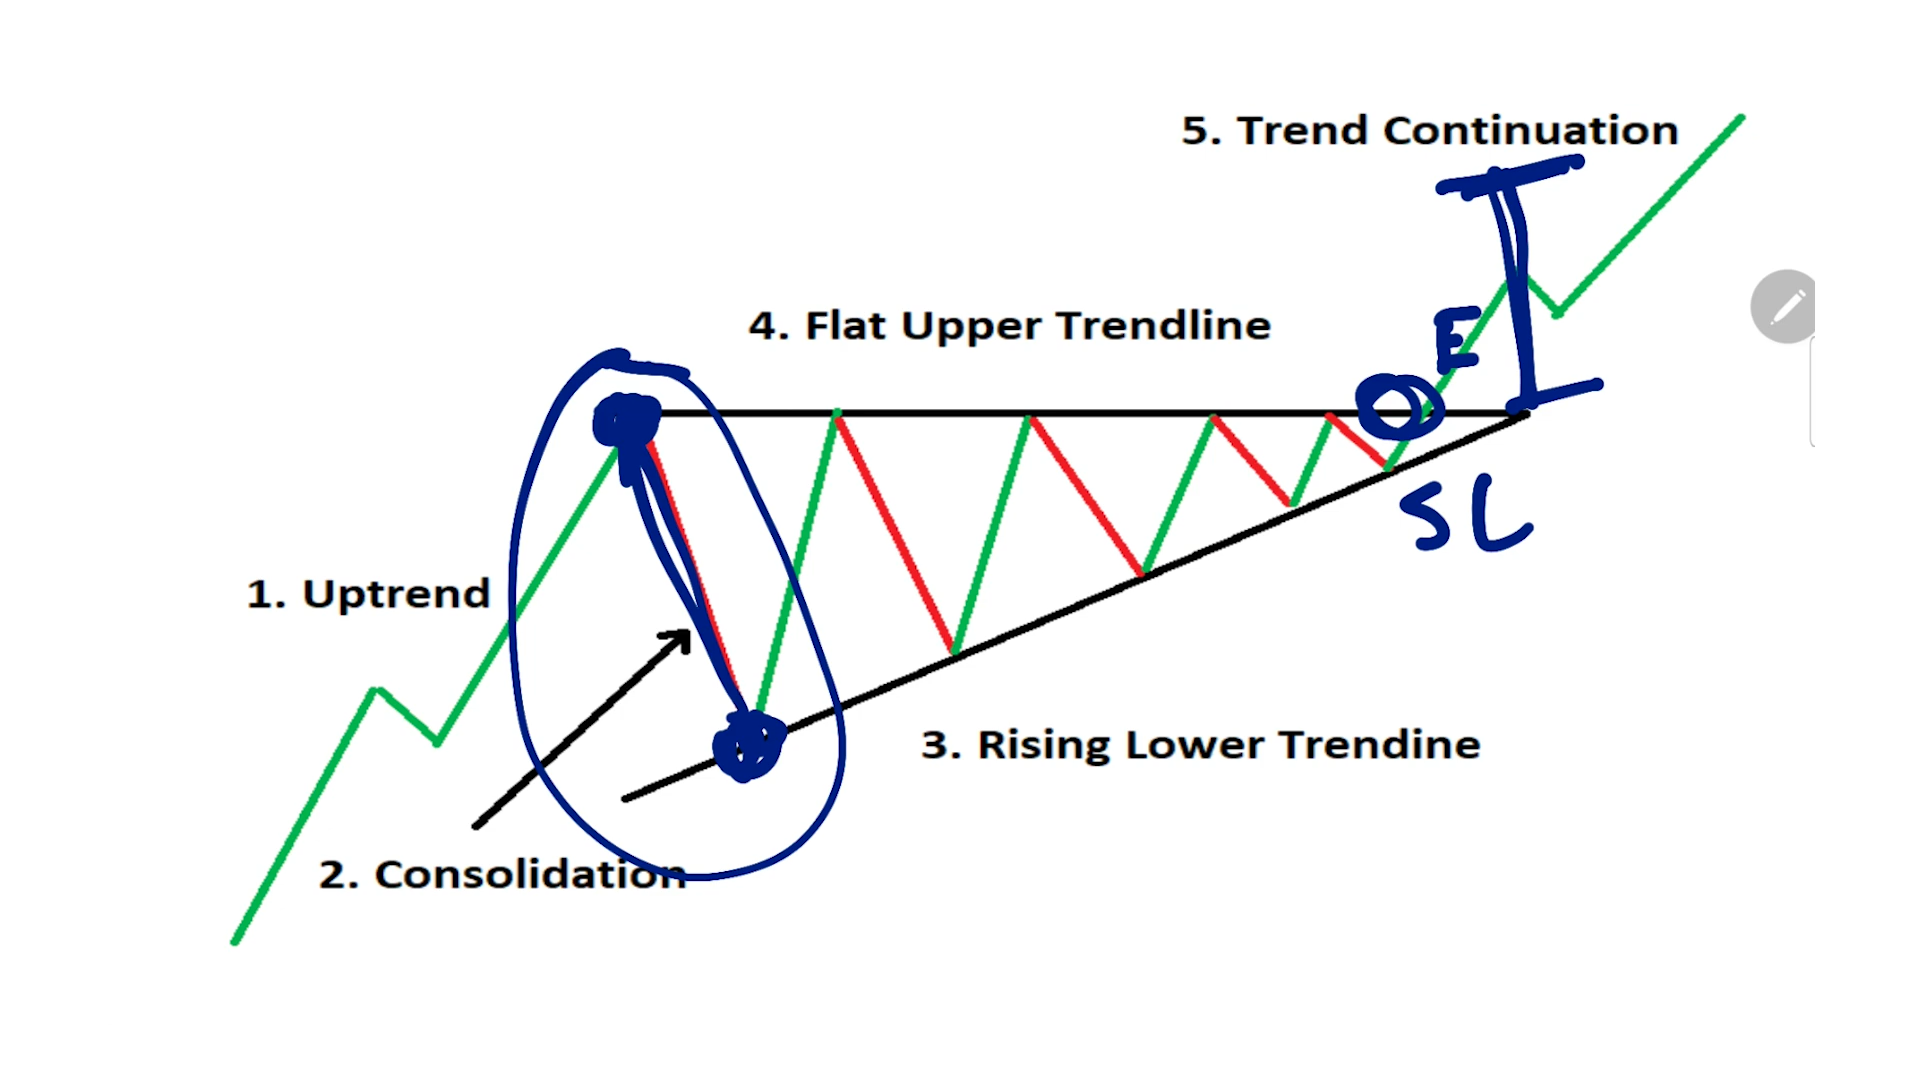 5. Trend Continuation
4. Flat Upper Trendline
E
SL
1. Uptrend
3. Rising Lower Trendine
2. Consolidation